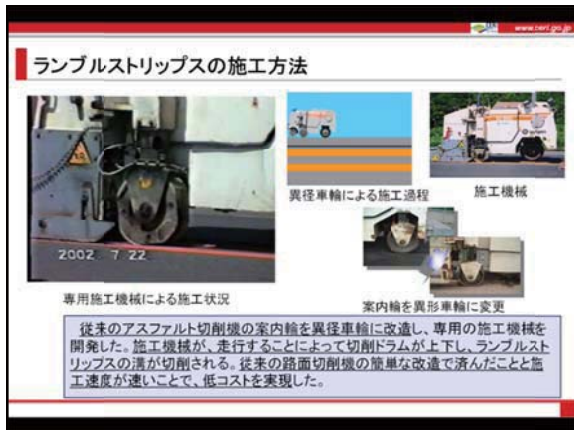 www.ceri.go.jp
ランブルストリップスの施工方法
2002 7 22
異径車輪による施工過程
施工機械
専用施工機械による施工状況
案内輪を異形車輪に変更
従来のアスファルト切削機の案内輪を異径車輪に改造し、専用の施工機械を
開発した。施工機械が、走行することによって切削ドラムが上下し、ランブルスト
リップスの溝が切削される。従来の路面切削機の簡単な改造で済んだことと施
工速度が速いことで、低コストを実現した。